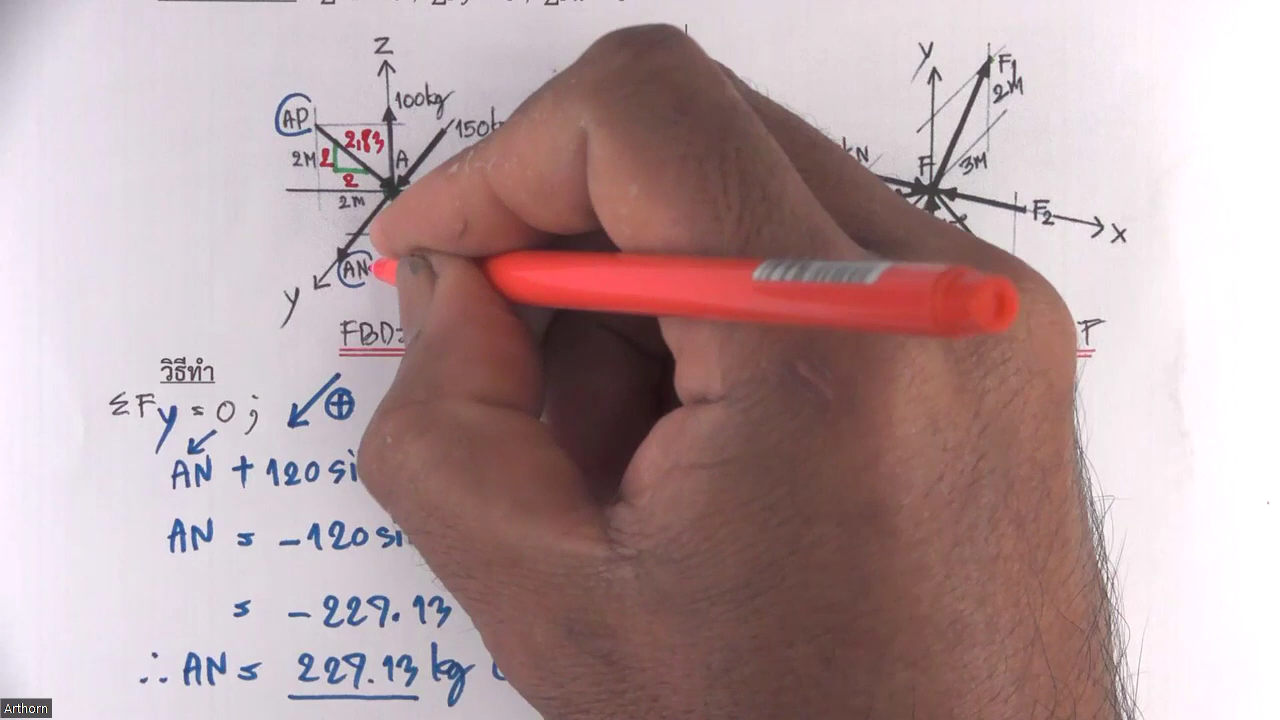 Z
Y
F1
100kg
2M
AP
150k
2,83
2M
2
A
N
F
3M
2
2M
F2
X
AN
Y
FBD:
P
วิธีทำ
ΣFy = 0 ; ⊕
AN + 120 si
AN = -120 si
= -227.13
∴ AN = 227.13 kg
Arthorn